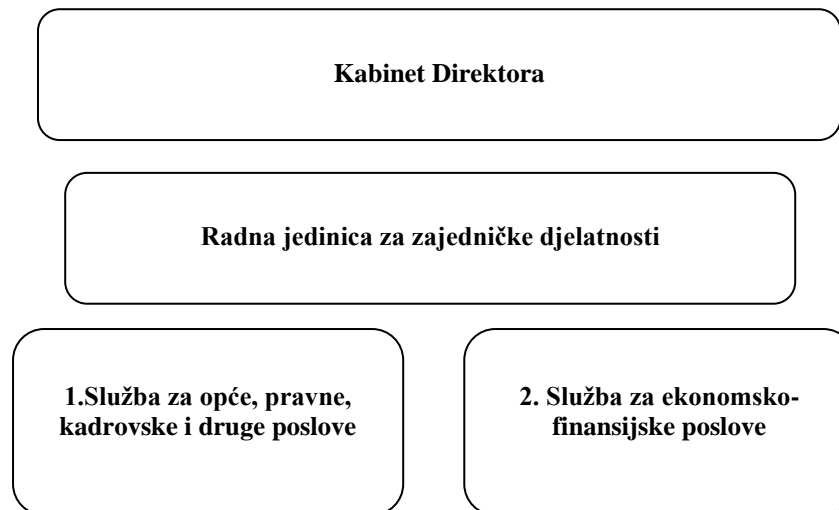 Kabinet Direktora
Radna jedinica za zajedničke djelatnosti
1.Služba za opće, pravne,
kadrovske i druge poslove
2. Služba za ekonomsko-
finansijske poslove